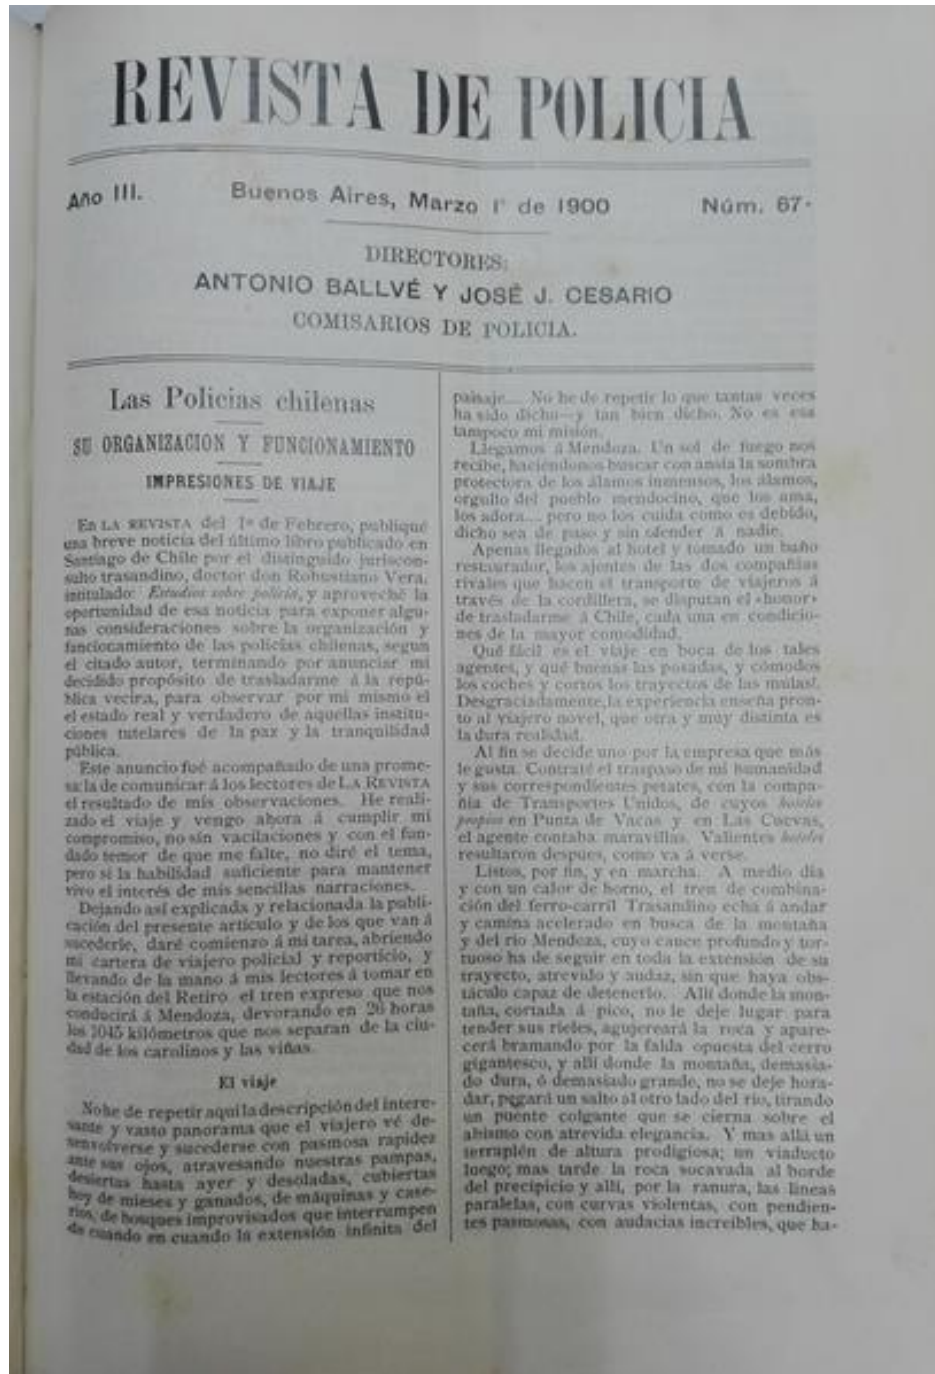 REVISTA DE POLICIA
Año III.
Buenos Aires, Marzo 1º de 1900
Núm. 67·
DIRECTORES:
ANTONIO BALLVÉ Y JOSÉ J. CESARIO
COMISARIOS DE POLICIA.
Las Policias chilenas
SU ORGANIZACION Y FUNCIONAMIENTO
IMPRESIONES DE VIAJE
En LA REVISTA del 1º de Febrero, publiqué
una breve noticia del último libro publicado en
Santiago de Chile por el distinguido juriscon-
sulto trasandino, doctor don Robustiano Vera,
intitulado: Estudios sobre policía, y aproveché la
oportunidad de esa noticia para exponer algu-
nas consideraciones sobre la organización y
funcionamiento de las policías chilenas, segun
el citado autor, terminando por anunciar mi
decidido propósito de trasladarme á la repú-
blica vecina, para observar por mi mismo el
el estado real y verdadero de aquellas institu-
ciones tutelares de la paz y la tranquilidad
pública.
Este anuncio fué acompañado de una prome-
sa: la de comunicar á los lectores de LA REVISTA
el resultado de mis observaciones. He reali-
zado el viaje y vengo ahora á cumplir mi
compromiso, no sin vacilaciones y con el fun-
dado temor de que me falte, no diré el tema,
pero si la habilidad suficiente para mantener
vivo el interés de mis sencillas narraciones.
Dejando así explicada y relacionada la publi-
cación del presente artículo y de los que van á
sucederle, daré comienzo á mi tarea, abriendo
mi cartera de viajero policial y reporticio, y
llevando de la mano á mis lectores á tomar en
la estación del Retiro el tren expreso que nos
conducirá á Mendoza, devorando en 26 horas
los 1045 kilómetros que nos separan de la ciu-
dad de los carolinos y las viñas.
El viaje
No he de repetir aquí la descripción del intere-
sante y vasto panorama que el viajero vé de-
senvolverse y sucederse con pasmosa rapidez
ante sus ojos, atravesando nuestras pampas,
desiertas hasta ayer y desoladas, cubiertas
hoy de mieses y ganados, de máquinas y case-
rios, de bosques improvisados que interrumpen
de cuando en cuando la extensión infinita del
paisaje.... No he de repetir lo que tantas veces
ha sido dicho—y tan bien dicho. No es esa
tampoco mi misión.
Llegamos á Mendoza. Un sol de fuego nos
recibe, haciéndonos buscar con ansia la sombra
protectora de los álamos inmensos, los álamos,
orgullo del pueblo mendocino, que los ama,
los adora.... pero no los cuida como es debido,
dicho sea de paso y sin ofender á nadie.
Apenas llegados al hotel y tomado un baño
restaurador, los ajentes de las dos compañías
rivales que hacen el transporte de viajeros á
través de la cordillera, se disputan el «honor»
de trasladarme á Chile, cada una en condicio-
nes de la mayor comodidad.
Qué fácil es el viaje en boca de los tales
agentes, y qué buenas las posadas, y cómodos
los coches y cortos los trayectos de las mulas!.
Desgraciadamente, la experiencia enseña pron-
to al viajero novel, que otra y muy distinta es
la dura realidad.
Al fin se decide uno por la empresa que más
le gusta. Contraté el traspaso de mi humanidad
y sus correspondientes petates, con la compa-
ñia de Transportes Unidos, de cuyos hoteles
propios en Punta de Vacas y en Las Cuevas,
el agente contaba maravillas. Valientes hoteles
resultaron despues, como va á verse.
Listos, por fin, y en marcha. A medio dia
y con un calor de horno, el tren de combina-
ción del ferro-carril Trasandino echa á andar
y camina acelerado en busca de la montaña
y del rio Mendoza, cuyo cauce profundo y tor-
tuoso ha de seguir en toda la extensión de su
trayecto, atrevido y audaz, sin que haya obs-
táculo capaz de detenerlo. Allí donde la mon-
taña, cortada á pico, no le deje lugar para
tender sus rieles, agujereará la roca y apare-
cerá bramando por la falda opuesta del cerro
gigantesco, y allí donde la montaña, demasia-
do dura, ó demasiado grande, no se deje hora-
dar, pegará un salto al otro lado del rio, tirando
un puente colgante que se cierna sobre el
abismo con atrevida elegancia. Y mas allá un
terraplén de altura prodigiosa; un viaducto
luego; mas tarde la roca socavada al borde
del precipicio y allí, por la ranura, las líneas
paralelas, con curvas violentas, con pendien-
tes pasmosas, con audacias increíbles, que ha-